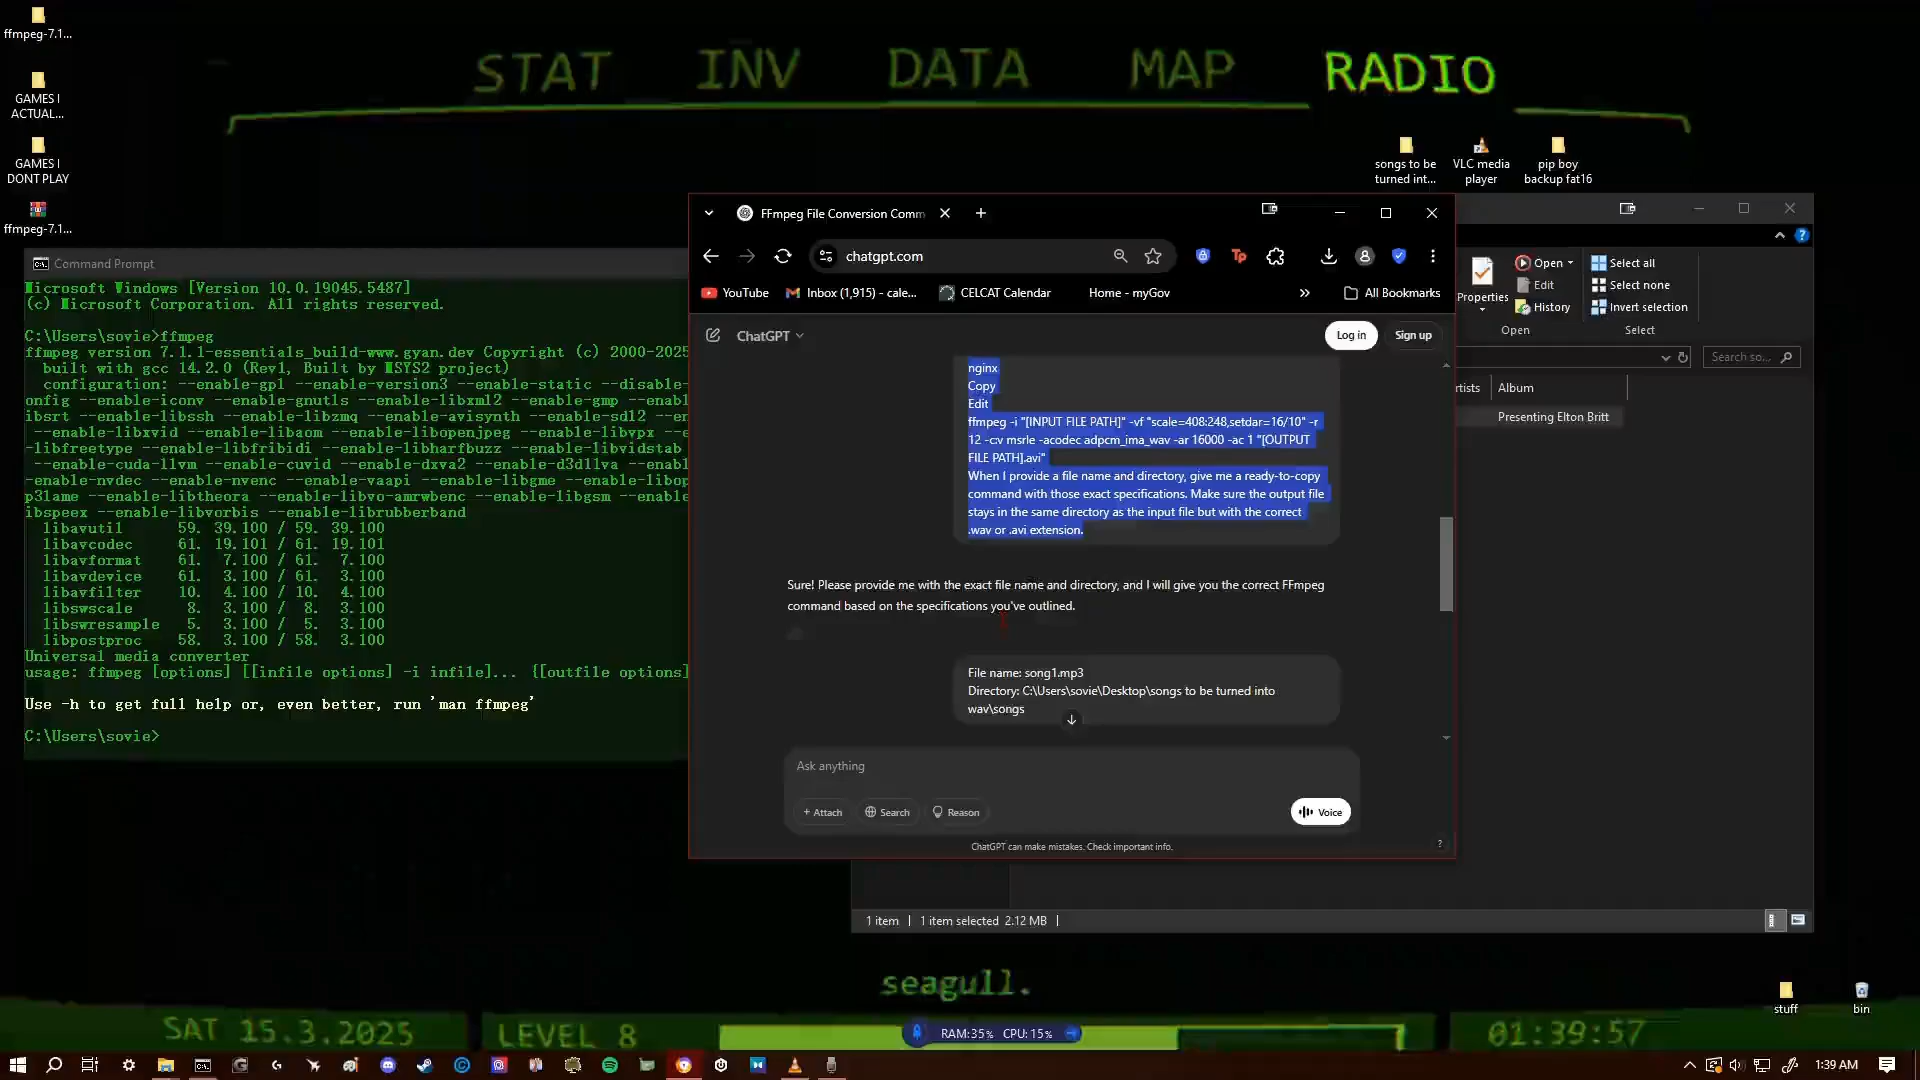 ffmpeg-7.1...
GAMES I
ACTUAL...
GAMES I
DONT PLAY
ffmpeg-7.1...
STAT INV DATA MAP RADIO
songs to be
turned int...
VLC media
player
pip boy
backup fat16
Command Prompt
Microsoft Windows [Version 10.0.19045.5487]
(c) Microsoft Corporation. All rights reserved.
C:\Users\sovie>ffmpeg
ffmpeg version 7.1.1-essentials_build-www.gyan.dev Copyright (c) 2000-2025
built with gcc 14.2.0 (Rev1, Built by MSYS2 project)
configuration: --enable-gpl --enable-version3 --enable-static --disable-
onfig --enable-iconv --enable-gnutls --enable-libxml2 --enable-gmp --enabl
ibsrt --enable-libssh --enable-libzmq --enable-avisynth --enable-sdl2 --en
--enable-libxvid --enable-libaom --enable-libopenjpeg --enable-libvpx --e
-libfreetype --enable-libfribidi --enable-libharfbuzz --enable-libvidstab
--enable-cuda-llvm --enable-cuvid --enable-dxva2 --enable-d3d11va --enabl
-enable-nvdec --enable-nvenc --enable-vaapi --enable-libgme --enable-libop
p3lame --enable-libtheora --enable-libvo-amrwbenc --enable-libgsm --enable
ibspeex --enable-libvorbis --enable-librubberband
libavutil 59. 39.100 / 59. 39.100
libavcodec 61. 19.101 / 61. 19.101
libavformat 61. 7.100 / 61. 7.100
libavdevice 61. 3.100 / 61. 3.100
libavfilter 10. 4.100 / 10. 4.100
libswscale 8. 3.100 / 8. 3.100
libswresample 5. 3.100 / 5. 3.100
libpostproc 58. 3.100 / 58. 3.100
Universal media converter
usage: ffmpeg [options] [[infile options] -i infile]... {[outfile options]
Use -h to get full help or, even better, run 'man ffmpeg'
C:\Users\sovie>
FFmpeg File Conversion Comm
chatgpt.com
Tp
YouTube
Inbox (1,915) - cale...
CELCAT Calendar
Home - myGov
»
All Bookmarks
ChatGPT
Log in
Sign up
nginx
Copy
Edit
ffmpeg -i "[INPUT FILE PATH]" -vf "scale=408:248,setdar=16/10" -r
12 -cv msrle -acodec adpcm_ima_wav -ar 16000 -ac 1 "[OUTPUT
FILE PATH].avi"
When I provide a file name and directory, give me a ready-to-copy
command with those exact specifications. Make sure the output file
stays in the same directory as the input file but with the correct
.wav or .avi extension.
Sure! Please provide me with the exact file name and directory, and I will give you the correct FFmpeg
command based on the specifications you've outlined.
File name: song1.mp3
Directory: C:\Users\sovie\Desktop\songs to be turned into
wav\songs
Ask anything
+ Attach
Search
Reason
Voice
ChatGPT can make mistakes. Check important info.
?
Properties
Open
Edit
History
Open
Select all
Select none
Invert selection
Select
Search so...
rtists
Album
Presenting Elton Britt
1 item
1 item selected 2.12 MB
seagull.
stuff
bin
SAT 15.3.2025
LEVEL 8
RAM:35% CPU:15%
01:39:57
1:39 AM